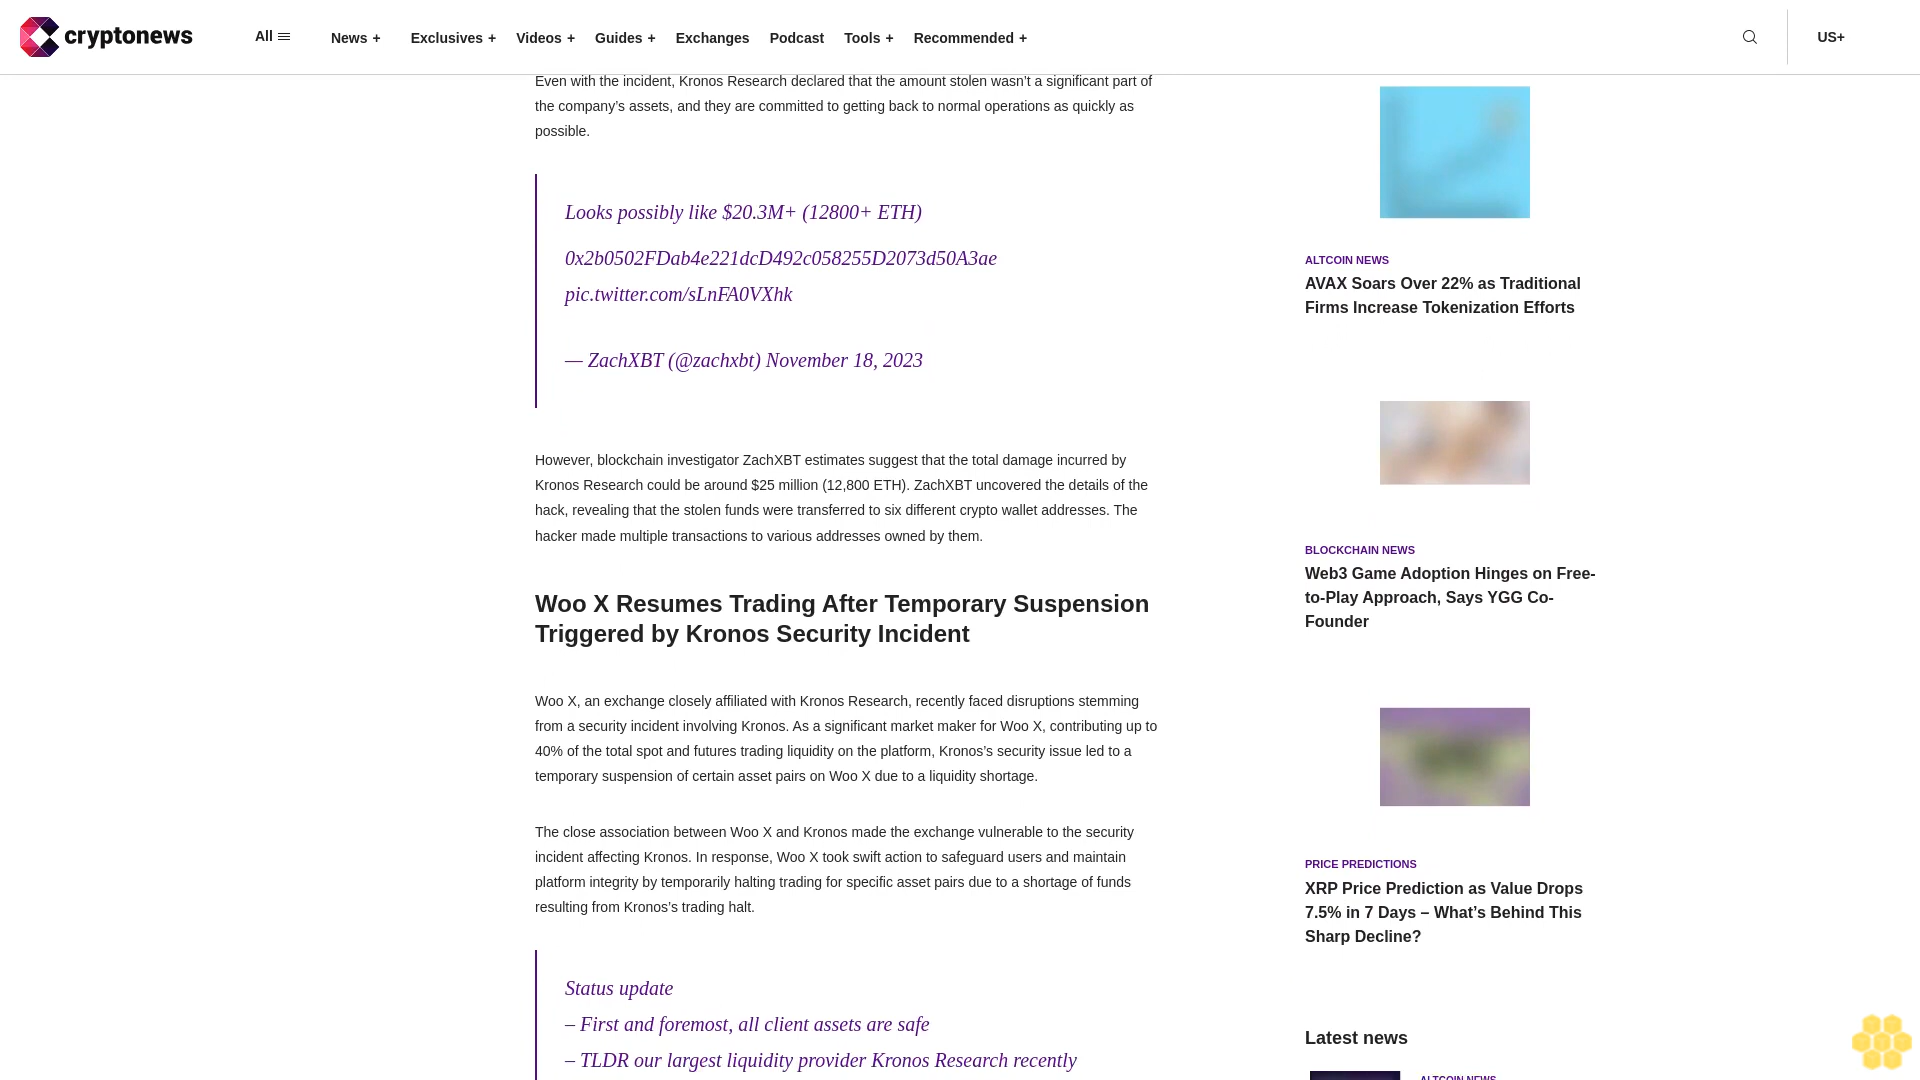 cryptonews
All
News +
Exclusives +
Videos +
Guides +
Exchanges
Podcast
Tools +
Recommended +
US+
Even with the incident, Kronos Research declared that the amount stolen wasn’t a significant part of
the company’s assets, and they are committed to getting back to normal operations as quickly as
possible.
Looks possibly like $20.3M+ (12800+ ETH)
0x2b0502FDab4e221dcD492c058255D2073d50A3ae
pic.twitter.com/sLnFA0VXhk
— ZachXBT (@zachxbt) November 18, 2023
However, blockchain investigator ZachXBT estimates suggest that the total damage incurred by
Kronos Research could be around $25 million (12,800 ETH). ZachXBT uncovered the details of the
hack, revealing that the stolen funds were transferred to six different crypto wallet addresses. The
hacker made multiple transactions to various addresses owned by them.
Woo X Resumes Trading After Temporary Suspension
Triggered by Kronos Security Incident
Woo X, an exchange closely affiliated with Kronos Research, recently faced disruptions stemming
from a security incident involving Kronos. As a significant market maker for Woo X, contributing up to
40% of the total spot and futures trading liquidity on the platform, Kronos’s security issue led to a
temporary suspension of certain asset pairs on Woo X due to a liquidity shortage.
The close association between Woo X and Kronos made the exchange vulnerable to the security
incident affecting Kronos. In response, Woo X took swift action to safeguard users and maintain
platform integrity by temporarily halting trading for specific asset pairs due to a shortage of funds
resulting from Kronos’s trading halt.
Status update
– First and foremost, all client assets are safe
– TLDR our largest liquidity provider Kronos Research recently
ALTCOIN NEWS
AVAX Soars Over 22% as Traditional
Firms Increase Tokenization Efforts
BLOCKCHAIN NEWS
Web3 Game Adoption Hinges on Free-
to-Play Approach, Says YGG Co-
Founder
PRICE PREDICTIONS
XRP Price Prediction as Value Drops
7.5% in 7 Days – What’s Behind This
Sharp Decline?
Latest news
ALTCOIN NEWS